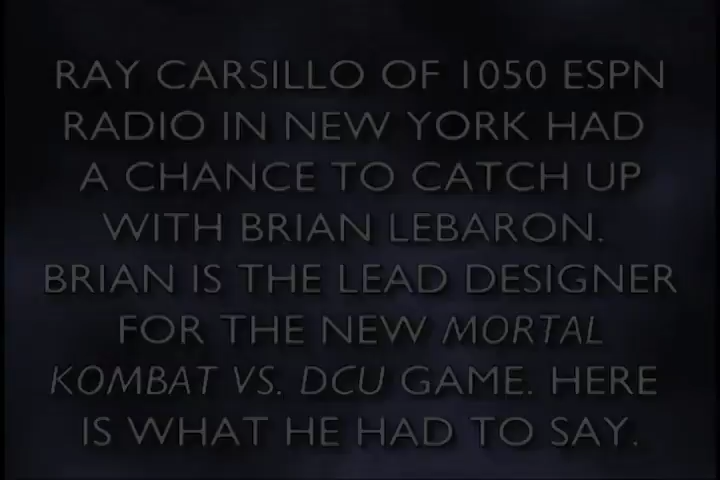 RAY CARSILLO OF 1050 ESPN
RADIO IN NEW YORK HAD
A CHANCE TO CATCH UP
WITH BRIAN LEBARON.
BRIAN IS THE LEAD DESIGNER
FOR THE NEW MORTAL
KOMBAT VS. DCU GAME. HERE
IS WHAT HE HAD TO SAY.